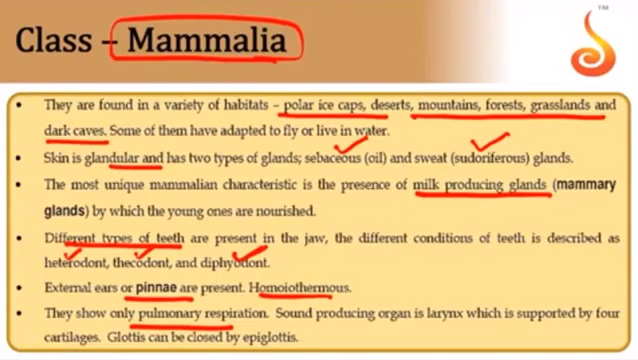 Class – Mammalia
TM
• They are found in a variety of habitats – polar ice caps, deserts, mountains, forests, grasslands and
dark caves. Some of them have adapted to fly or live in water.
• Skin is glandular and has two types of glands; sebaceous (oil) and sweat (sudoriferous) glands.
• The most unique mammalian characteristic is the presence of milk producing glands (mammary
glands) by which the young ones are nourished.
• Different types of teeth are present in the jaw, the different conditions of teeth is described as
heterodont, thecodont, and diphyodont.
• External ears or pinnae are present. Homoiothermous.
• They show only pulmonary respiration. Sound producing organ is larynx which is supported by four
cartilages. Glottis can be closed by epiglottis.